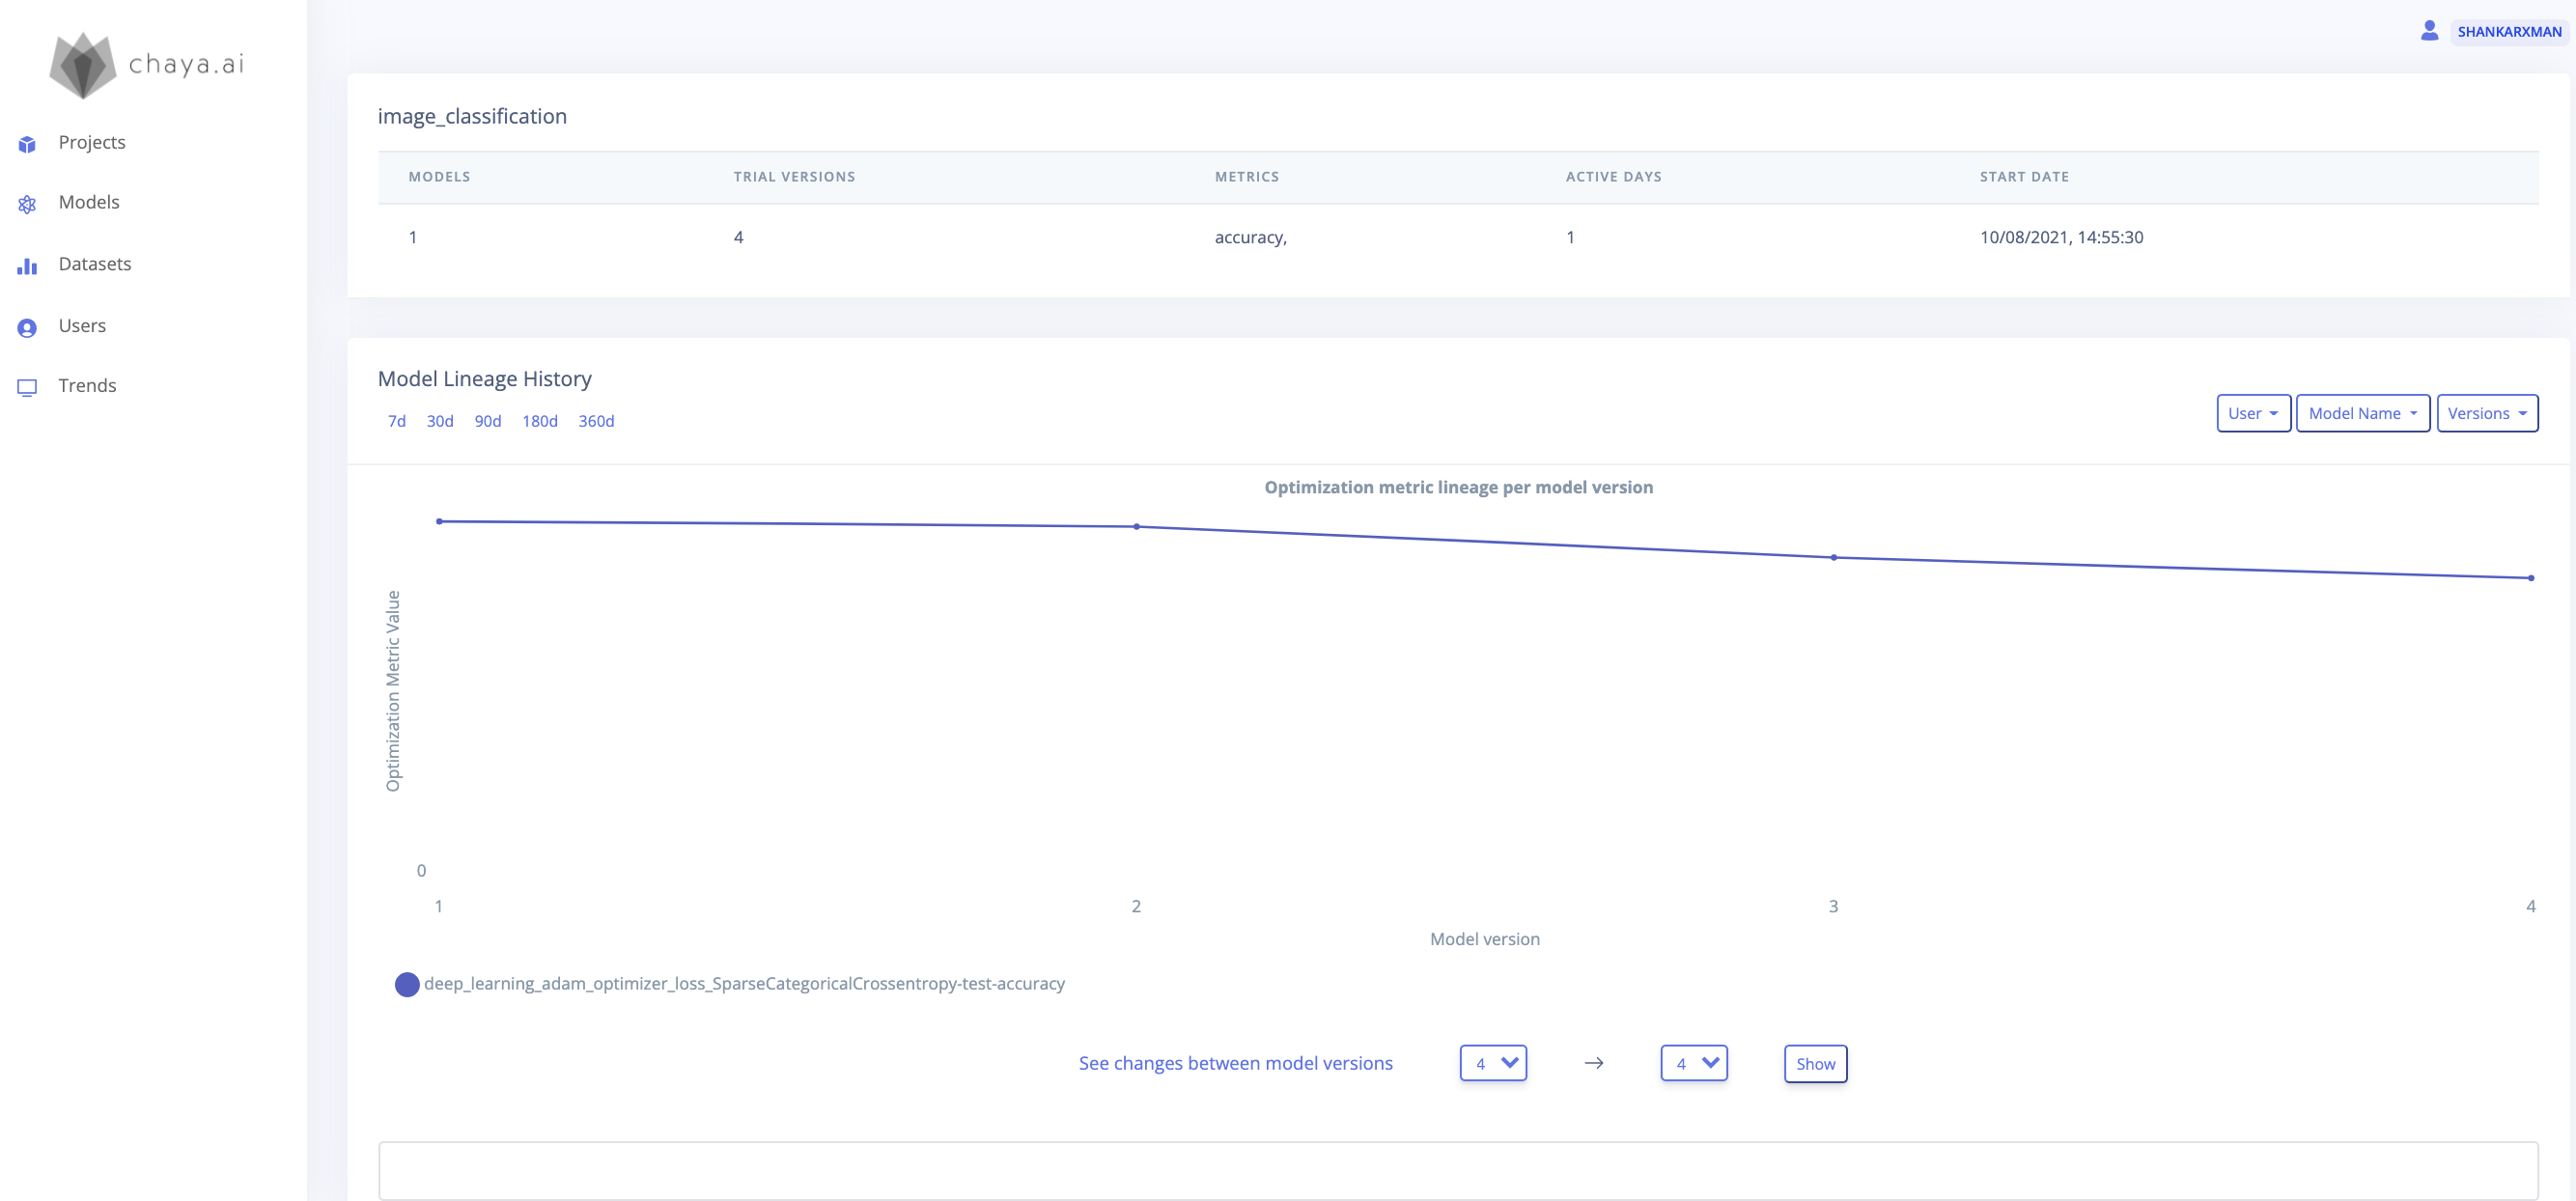 chaya.ai
SHANKARXMAN
Projects
Models
Datasets
Users
Trends
image_classification
MODELS TRIAL VERSIONS METRICS ACTIVE DAYS START DATE
1 4 accuracy, 1 10/08/2021, 14:55:30
Model Lineage History
7d 30d 90d 180d 360d
User Model Name Versions
Optimization metric lineage per model version
Optimization Metric Value
0
1 2 3 4
Model version
deep_learning_adam_optimizer_loss_SparseCategoricalCrossentropy-test-accuracy
See changes between model versions 4 → 4 Show